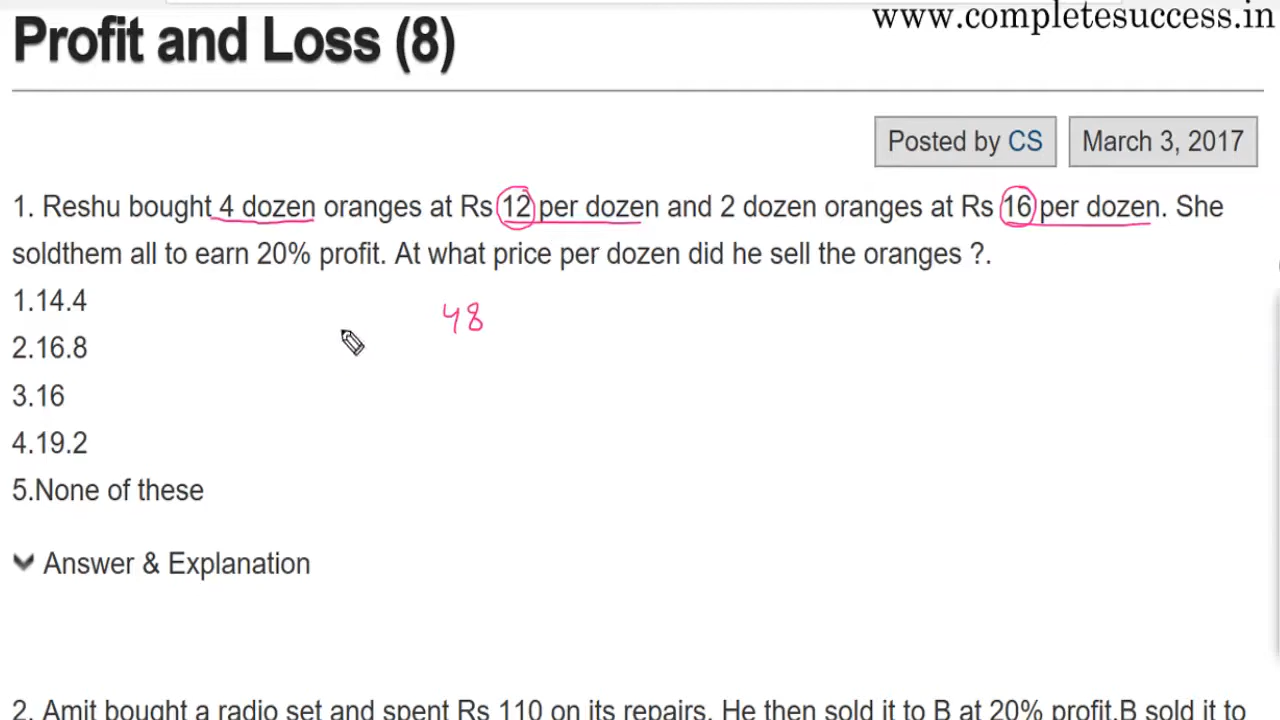 www.completesuccess.in
Profit and Loss (8)
Posted by CS
March 3, 2017
1. Reshu bought 4 dozen oranges at Rs 12 per dozen and 2 dozen oranges at Rs 16 per dozen. She
soldthem all to earn 20% profit. At what price per dozen did he sell the oranges ?.
1.14.4
48
2.16.8
3.16
4.19.2
5.None of these
Answer & Explanation
2. Amit bought a radio set and spent Rs 110 on its repairs. He then sold it to B at 20% profit.B sold it to